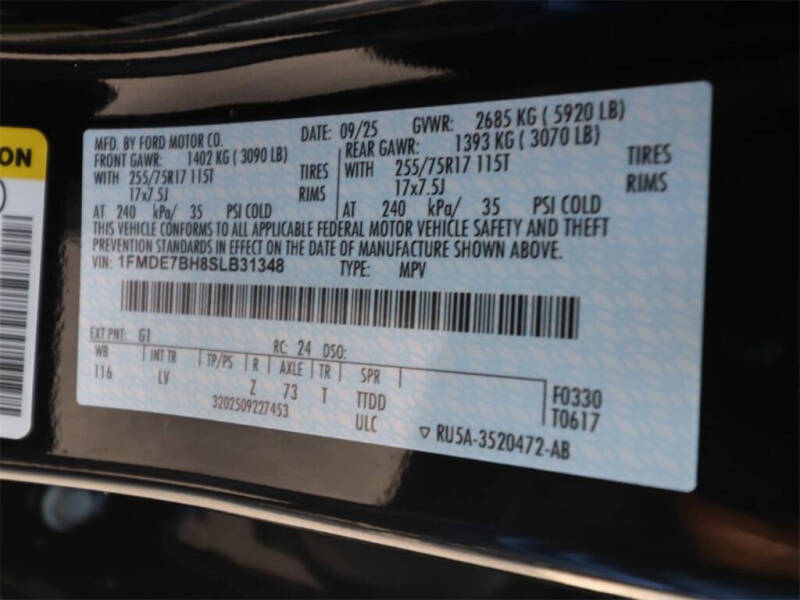 ON
MFD. BY FORD MOTOR CO. DATE: 09/25 GVWR: 2685 KG ( 5920 LB)
FRONT GAWR: 1402 KG ( 3090 LB) REAR GAWR: 1393 KG ( 3070 LB)
WITH 255/75R17 115T TIRES WITH 255/75R17 115T TIRES
17x7.5J RIMS 17x7.5J RIMS
AT 240 kPa/ 35 PSI COLD AT 240 kPa/ 35 PSI COLD
THIS VEHICLE CONFORMS TO ALL APPLICABLE FEDERAL MOTOR VEHICLE SAFETY AND THEFT
PREVENTION STANDARDS IN EFFECT ON THE DATE OF MANUFACTURE SHOWN ABOVE.
VIN: 1FMDE7BH8SLB31348 TYPE: MPV
EXT PNT: G1 RC: 24 DSO:
WB INT TR TP/PS R AXLE TR SPR
116 LV Z 73 T TTDD F0330
3202509227453 ULC T0617
RU5A-3520472-AB